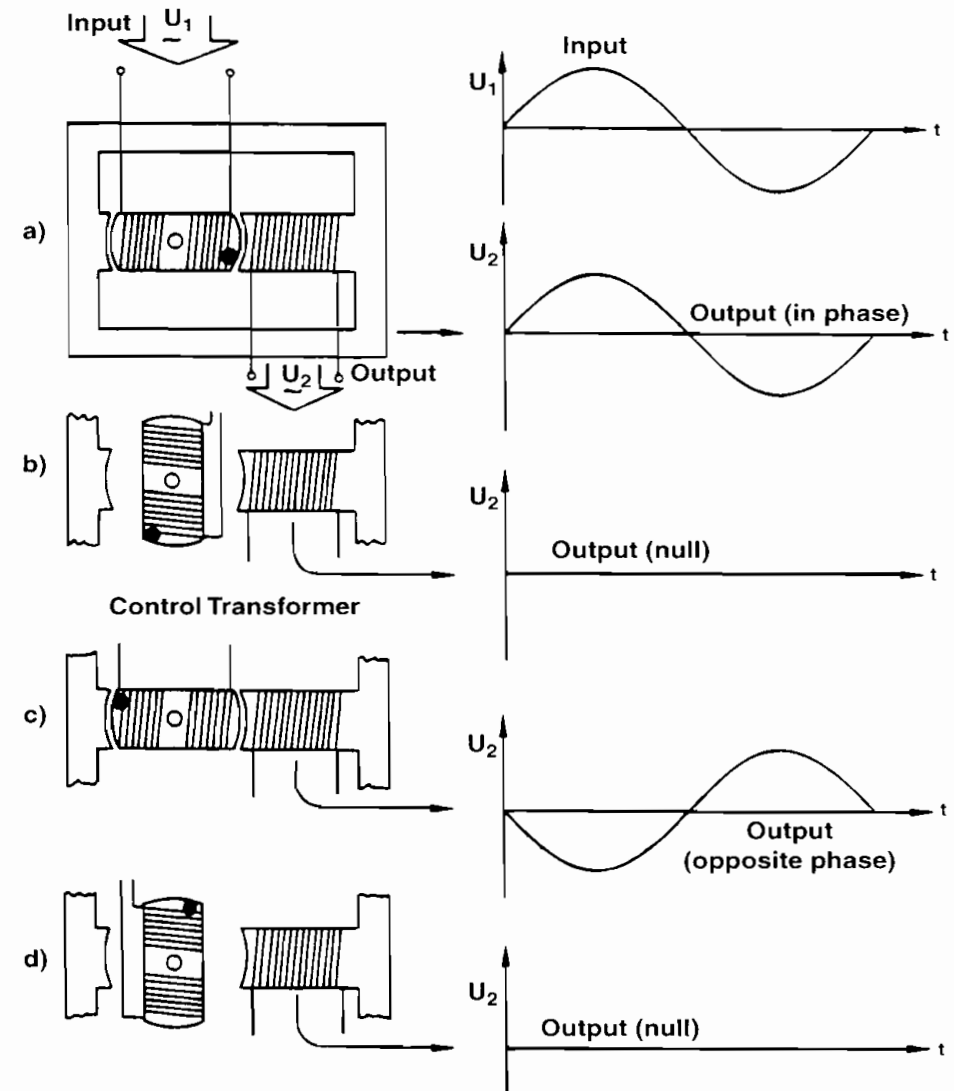 Input U₁
Input
U₁
t
a)
U₂
Output (in phase)
t
U₂ Output
b)
U₂
Output (null)
t
Control Transformer
c)
U₂
t
Output
(opposite phase)
d)
U₂
Output (null)
t